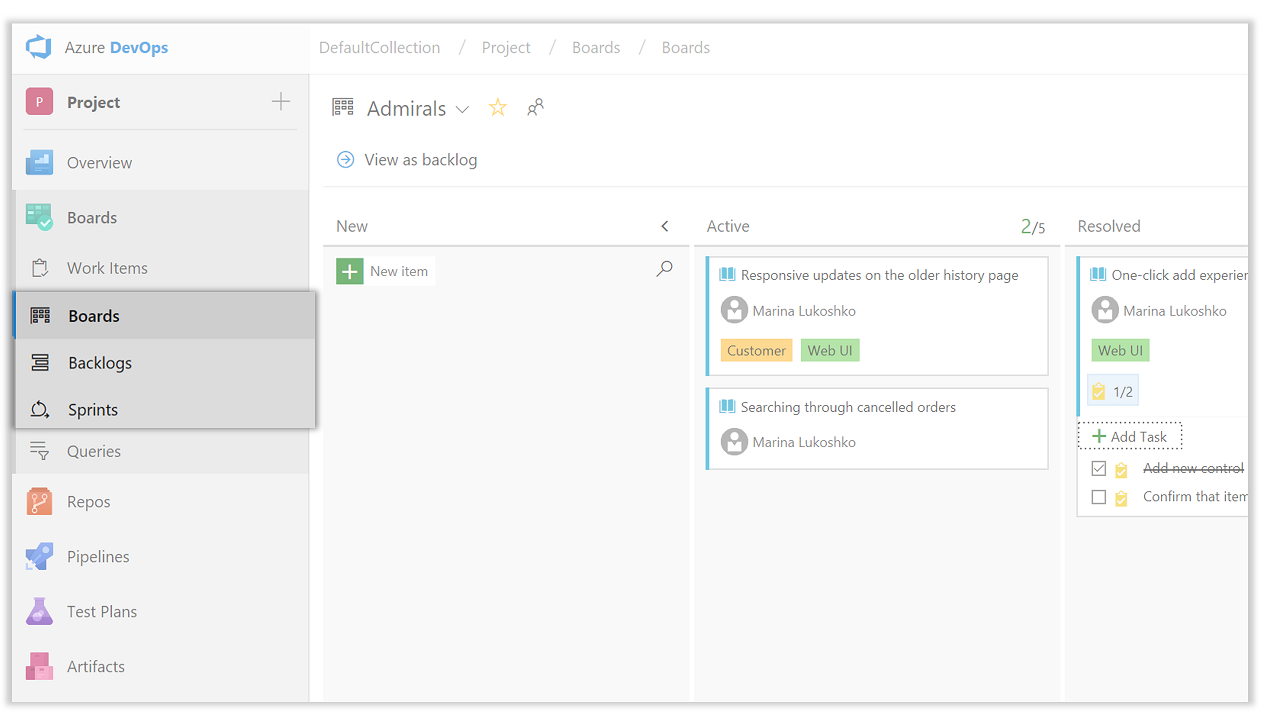 Azure DevOps
DefaultCollection / Project / Boards / Boards
P Project
Admirals
Overview
View as backlog
Boards
Work Items
Boards
Backlogs
Sprints
Queries
Repos
Pipelines
Test Plans
Artifacts
New
New item
Active 2/5
Responsive updates on the older history page
Marina Lukoshko
Customer Web UI
Searching through cancelled orders
Marina Lukoshko
Resolved
One-click add
Marina Lukoshko
Web UI
1/2
Add Task
Add new control
Confirm that item